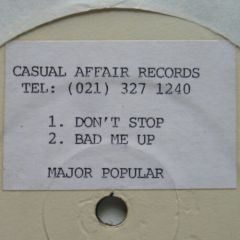 CASUAL AFFAIR RECORDS
TEL: (021) 327 1240
1. DON'T STOP
2. BAD ME UP
MAJOR POPULAR